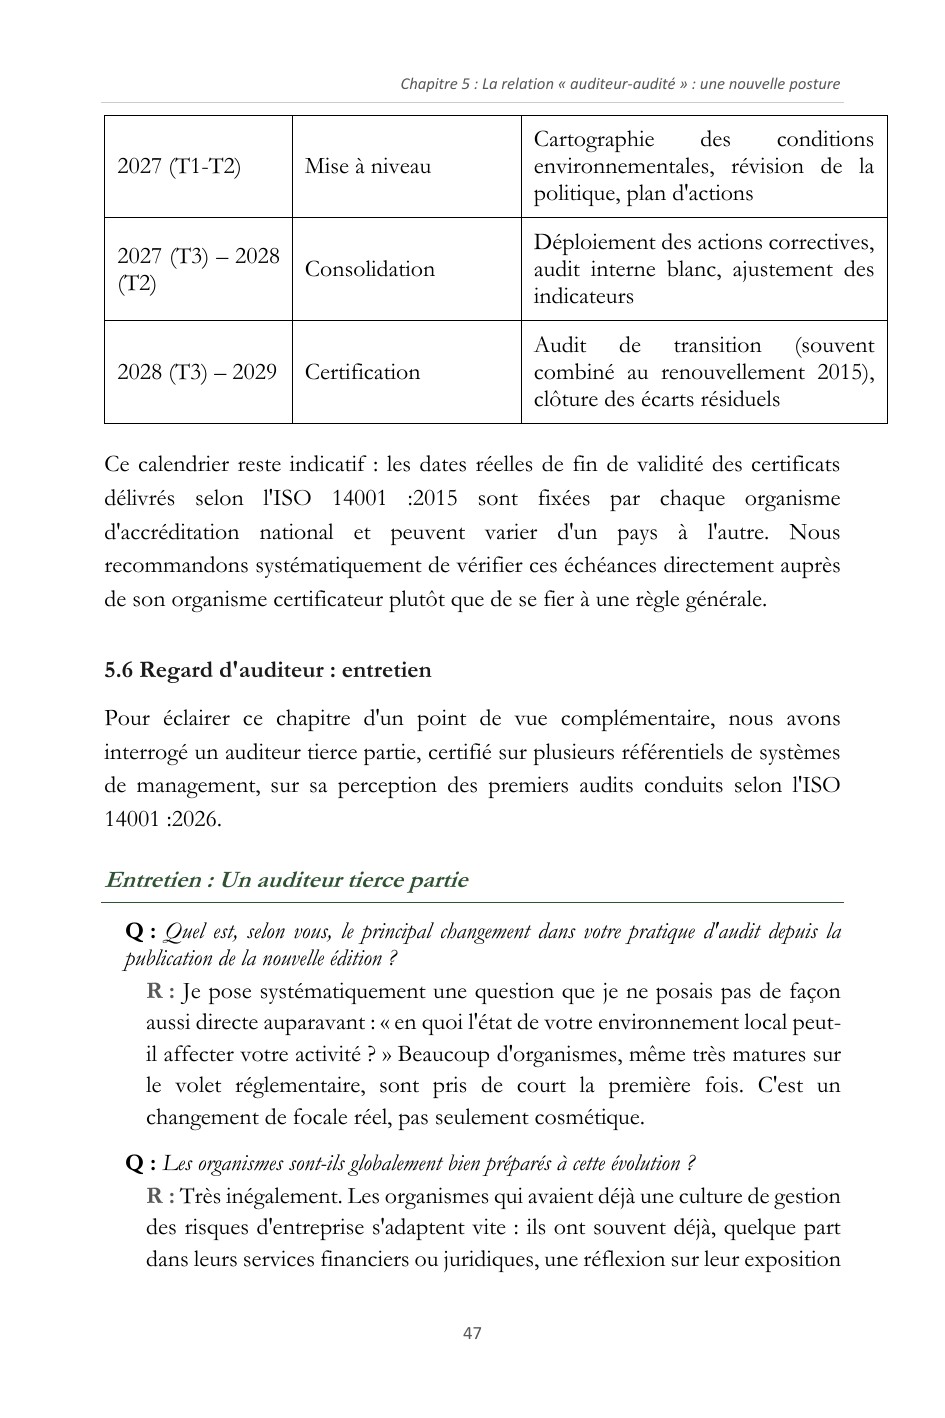 Chapitre 5 : La relation « auteur-audité » : une nouvelle posture
2027 (T1-T2)
Mise à niveau
Cartographie des conditions
environnementales, révision de la
politique, plan d'actions
2027 (T3) – 2028
(T2)
Consolidation
Déploiement des actions correctives,
audit interne blanc, ajustement des
indicateurs
2028 (T3) – 2029
Certification
Audit de transition (souvent
combiné au renouvellement 2015),
clôture des écarts résiduels
Ce calendrier reste indicatif : les dates réelles de fin de validité des certificats
délivrés selon l'ISO 14001 :2015 sont fixées par chaque organisme
d'accréditation national et peuvent varier d'un pays à l'autre. Nous
recommandons systématiquement de vérifier ces échéances directement auprès
de son organisme certificateur plutôt que de se fier à une règle générale.
5.6 Regard d'auditeur : entretien
Pour éclairer ce chapitre d'un point de vue complémentaire, nous avons
interrogé un auditeur tierce partie, certifié sur plusieurs référentiels de systèmes
de management, sur sa perception des premiers audits conduits selon l'ISO
14001 :2026.
Entretien : Un auditeur tierce partie
Q : Quel est, selon vous, le principal changement dans votre pratique d'audit depuis la
publication de la nouvelle édition ?
R : Je pose systématiquement une question que je ne posais pas de façon
aussi directe auparavant : « en quoi l'état de votre environnement local peut-
il affecter votre activité ? » Beaucoup d'organismes, même très matures sur
le volet réglementaire, sont pris de court la première fois. C'est un
changement de focale réel, pas seulement cosmétique.
Q : Les organismes sont-ils globalement bien préparés à cette évolution ?
R : Très inégalement. Les organismes qui avaient déjà une culture de gestion
des risques d'entreprise s'adaptent vite : ils ont souvent déjà, quelque part
dans leurs services financiers ou juridiques, une réflexion sur leur exposition
47